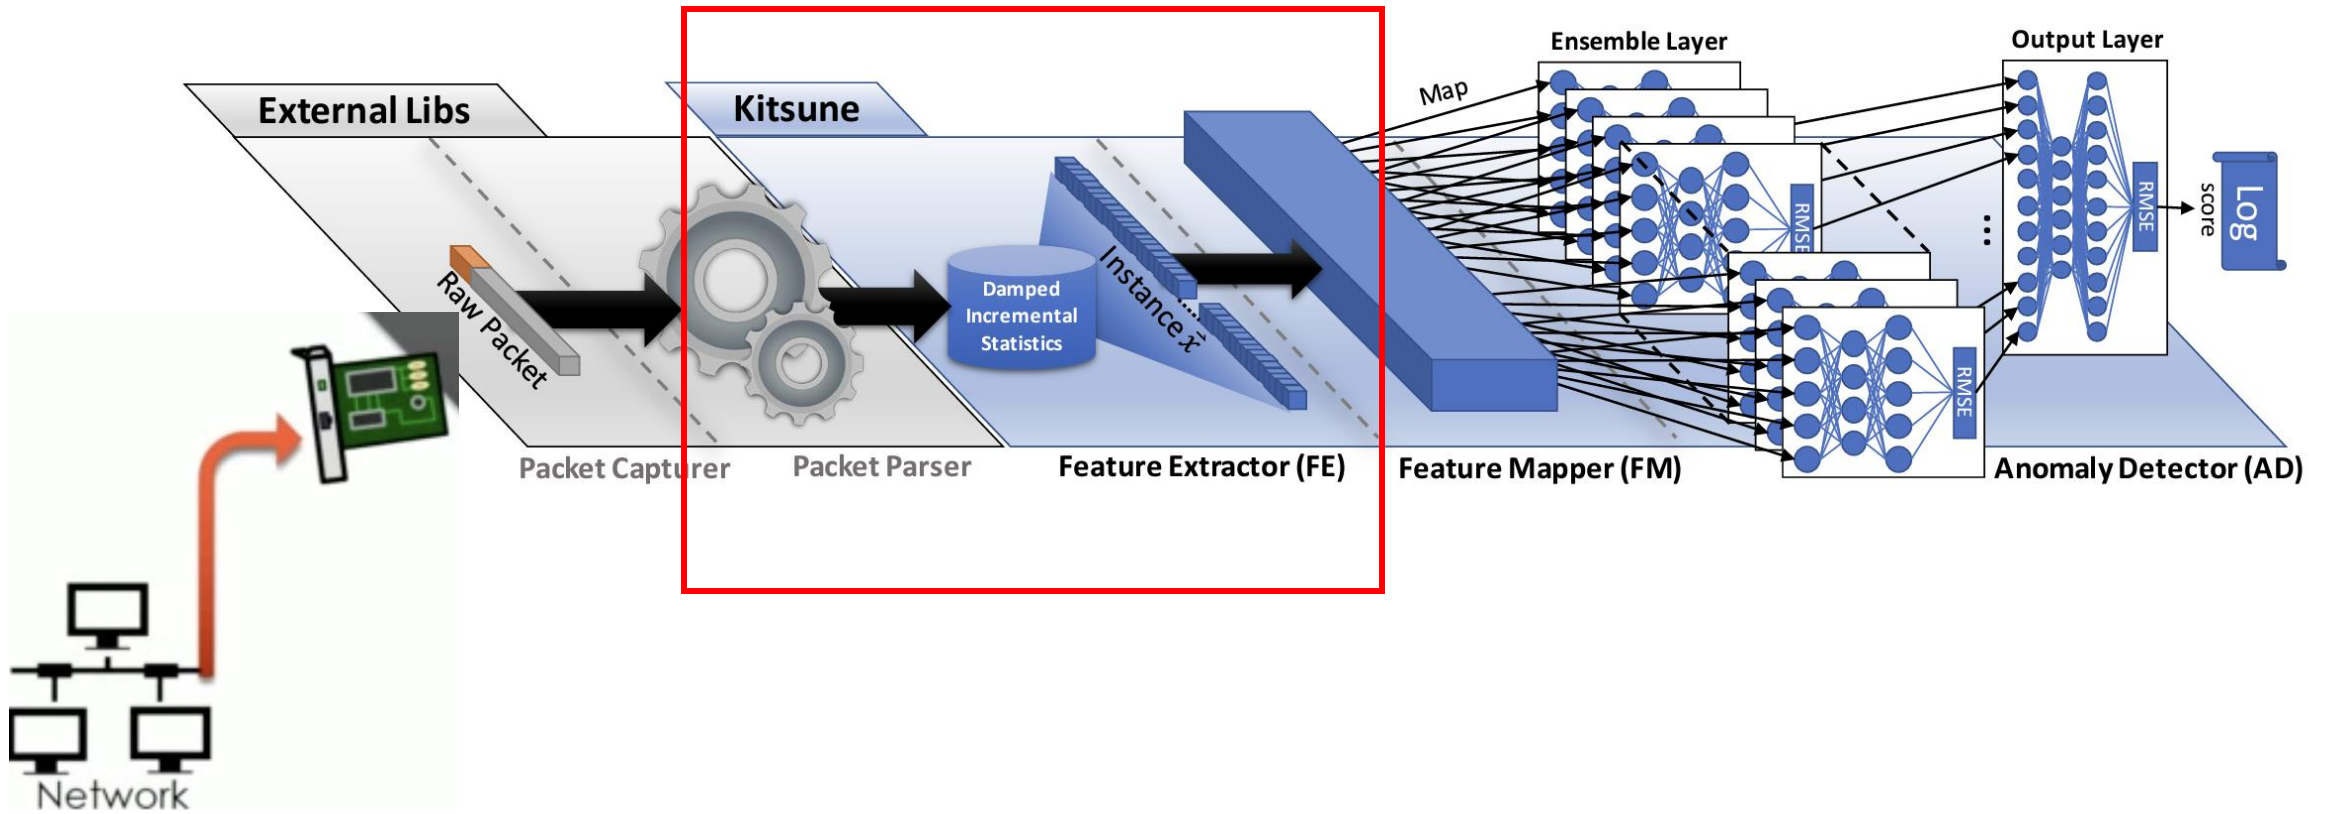 Ensemble Layer
Output Layer
External Libs
Kitsune
Map
Raw Packet
Damped
Incremental
Statistics
Instance x⃗
RMSE
RMSE
RMSE
...
score
Log
Packet Capturer
Packet Parser
Feature Extractor (FE)
Feature Mapper (FM)
Anomaly Detector (AD)
Network